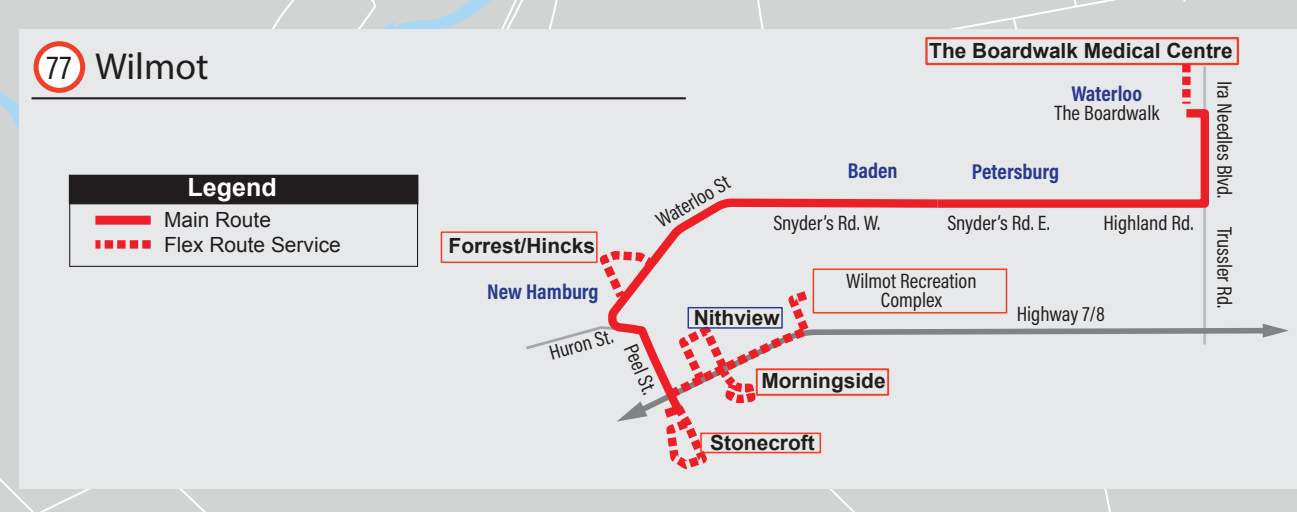 77 Wilmot
The Boardwalk Medical Centre
Waterloo
The Boardwalk
Ira Needles Blvd.
Legend
Main Route
Flex Route Service
Baden
Petersburg
Waterloo St
Snyder's Rd. W.
Snyder's Rd. E.
Highland Rd.
Trussler Rd.
Forrest/Hincks
New Hamburg
Wilmot Recreation
Complex
Nithview
Highway 7/8
Huron St.
Peel St.
Morningside
Stonecroft